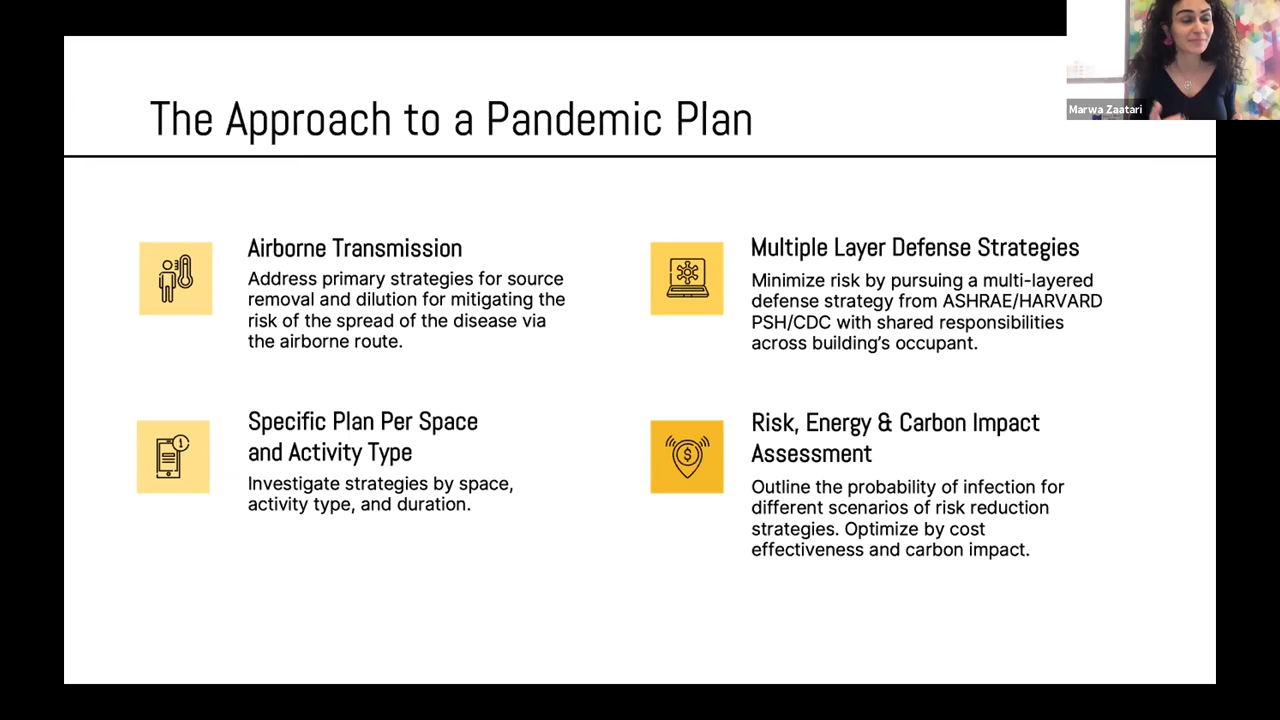 The Approach to a Pandemic Plan
Marwa Zaatari
Airborne Transmission
Address primary strategies for source
removal and dilution for mitigating the
risk of the spread of the disease via
the airborne route.
Multiple Layer Defense Strategies
Minimize risk by pursuing a multi-layered
defense strategy from ASHRAE/HARVARD
PSH/CDC with shared responsibilities
across building’s occupant.
Specific Plan Per Space
and Activity Type
Investigate strategies by space,
activity type, and duration.
Risk, Energy & Carbon Impact
Assessment
Outline the probability of infection for
different scenarios of risk reduction
strategies. Optimize by cost
effectiveness and carbon impact.